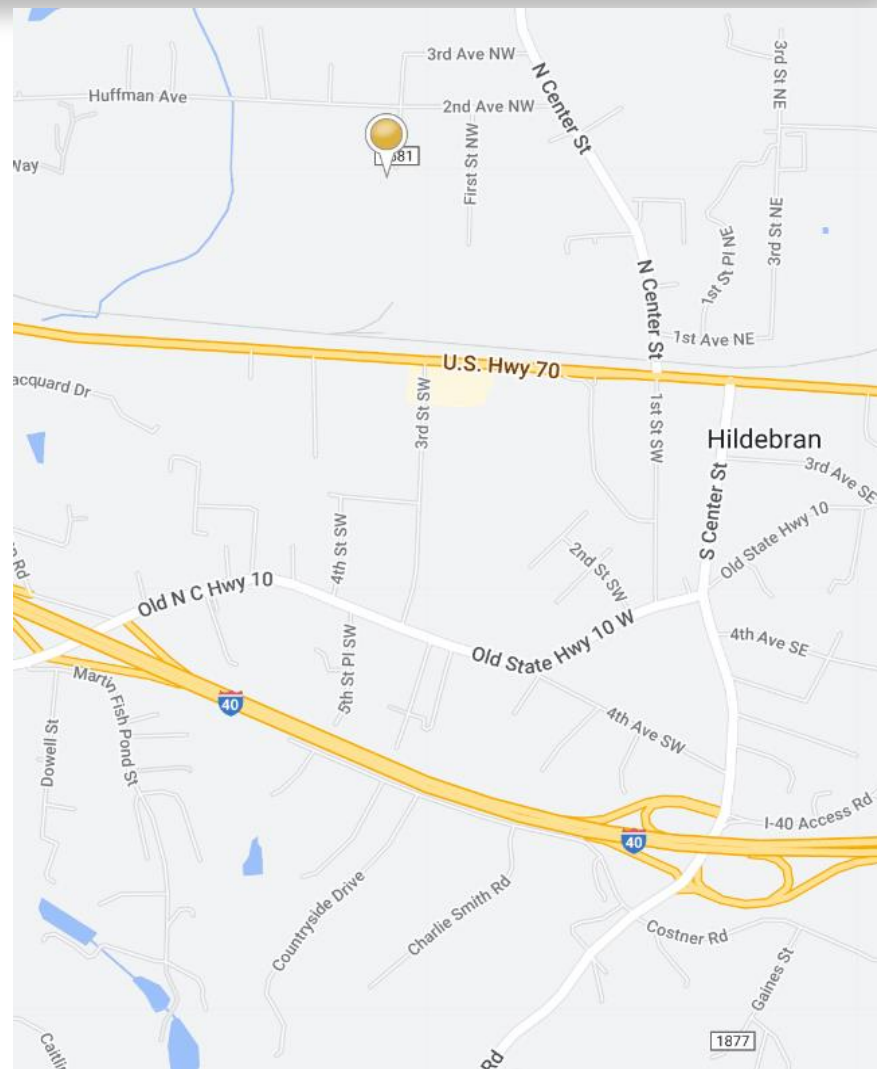 3rd Ave NW
Huffman Ave
2nd Ave NW
N Center St
3rd St NE
Way
681
First St NW
1st St Pl NE
3rd St NE
N Center St
1st Ave NE
U.S. Hwy 70
acquard Dr
3rd St SW
1st St SW
Hildebran
3rd Ave SE
S Center St
Old State Hwy 10
4th St SW
2nd St SW
Rd
Old N C Hwy 10
Old State Hwy 10 W
4th Ave SE
5th St Pl SW
Martin Fish Pond St
40
4th Ave SW
Dowell St
I-40 Access Rd
40
Countryside Drive
Charlie Smith Rd
Costner Rd
Gaines St
1877
Caitlin
Rd